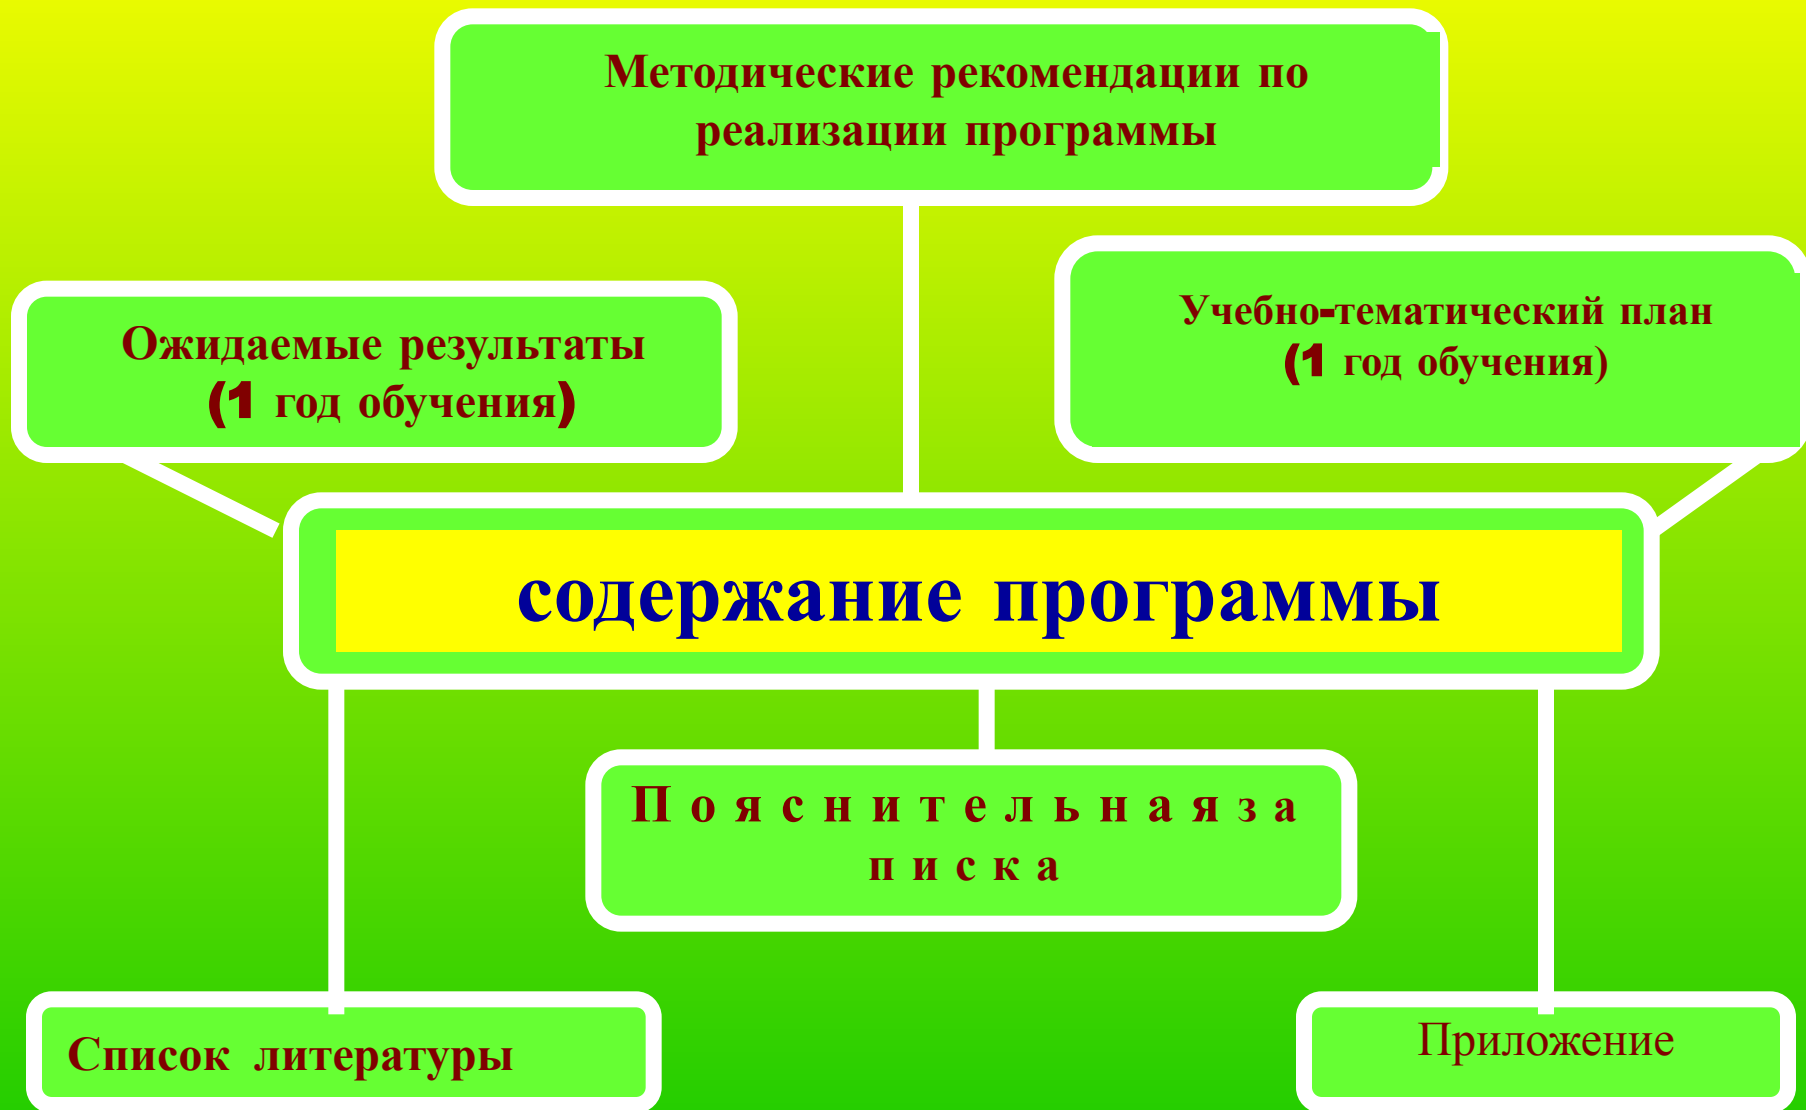 Методические рекомендации по
реализации программы
Ожидаемые результаты
(1 год обучения)
Учебно-тематический план
(1 год обучения)
содержание программы
П о я с н и т е л ь н а я з а
п и с к а
Список литературы
Приложение